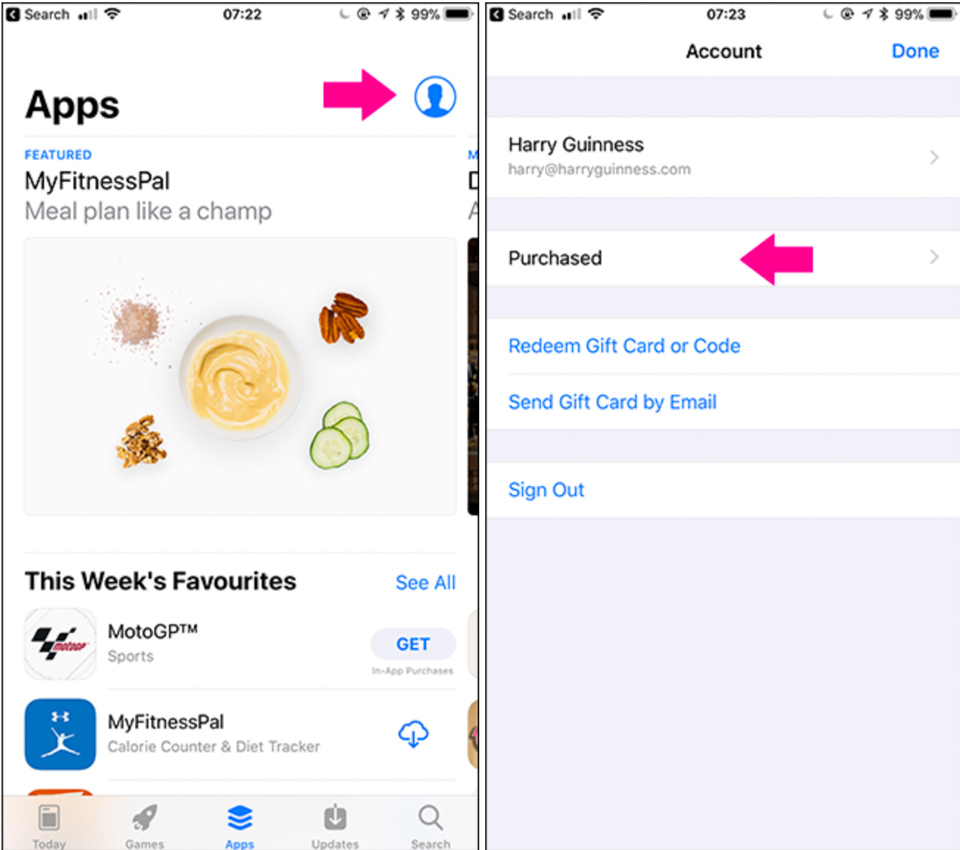 Search
07:22
99%
Apps
FEATURED
MyFitnessPal
Meal plan like a champ
This Week's Favourites
See All
MotoGP™
Sports
GET
In-App Purchases
MotoGP™
MyFitnessPal
Calorie Counter & Diet Tracker
Today
Games
Apps
Updates
Search
Search
07:23
99%
Account
Done
Harry Guinness
harry@harryguinness.com
Purchased
Redeem Gift Card or Code
Send Gift Card by Email
Sign Out